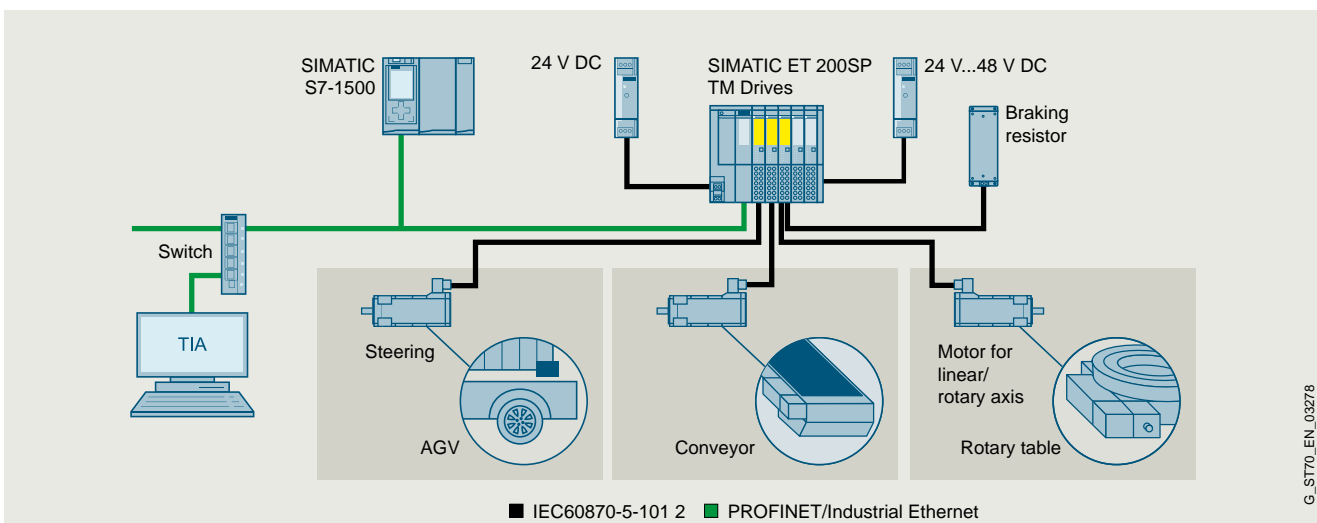 SIMATIC
S7-1500
24 V DC
SIMATIC ET 200SP
TM Drives
24 V...48 V DC
Braking
resistor
Switch
TIA
Steering
AGV
Conveyor
Motor for
linear/
rotary axis
Rotary table
IEC60870-5-101 2
PROFINET/Industrial Ethernet
G_ST70_EN_03278